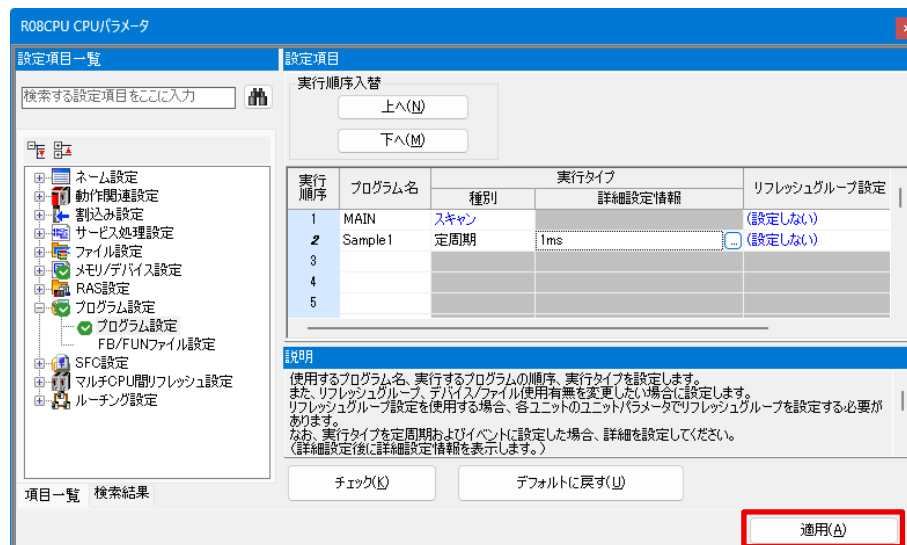 R08CPU CPUパラメータ
設定項目一覧
検索する設定項目をここに入力
ネーム設定
動作関連設定
割込み設定
サービス処理設定
ファイル設定
メモリ/デバイス設定
RAS設定
プログラム設定
プログラム設定
FB/FUNファイル設定
SFC設定
マルチCPU間リフレッシュ設定
ルーチング設定
項目一覧 検索結果
設定項目
実行順序入替
上へ(N)
下へ(M)
実行順序 プログラム名 実行タイプ リフレッシュグループ設定
種別 詳細設定情報
1 MAIN スキャン (設定しない)
2 Sample1 定周期 1ms ... (設定しない)
3
4
5
説明
使用するプログラム名、実行するプログラムの順序、実行タイプを設定します。
また、リフレッシュグループ、デバイス/ファイル使用有無を変更したい場合に設定します。
リフレッシュグループ設定を使用する場合、各ユニットのユニットパラメータでリフレッシュグループを設定する必要が
あります。
なお、実行タイプを定周期およびイベントに設定した場合、詳細を設定してください。
(詳細設定後に詳細設定情報を表示します。)
チェック(K) デフォルトに戻す(U)
適用(A)